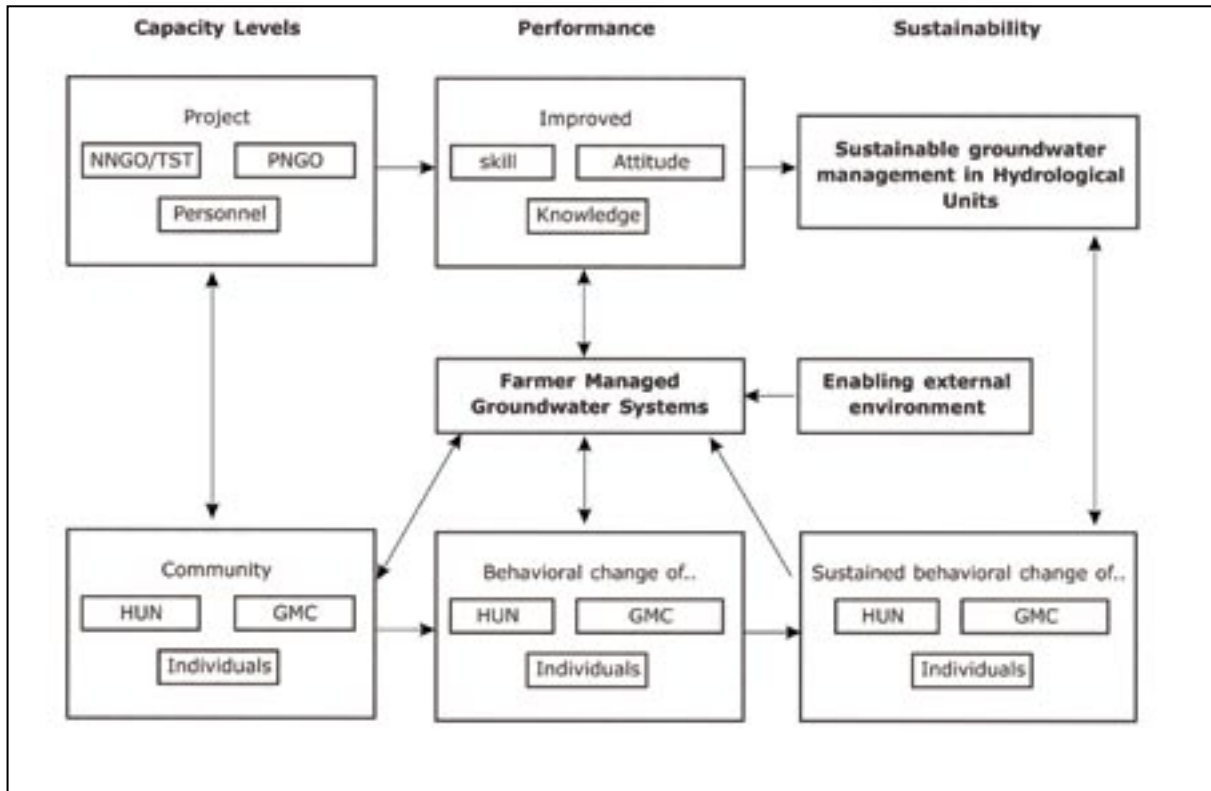 Capacity Levels
Performance
Sustainability
Project
NNGO/TST
PNGO
Personnel
Improved
skill
Attitude
Knowledge
Sustainable groundwater
management in Hydrological
Units
Farmer Managed
Groundwater Systems
Enabling external
environment
Community
HUN
GMC
Individuals
Behavioral change of..
HUN
GMC
Individuals
Sustained behavioral change of..
HUN
GMC
Individuals